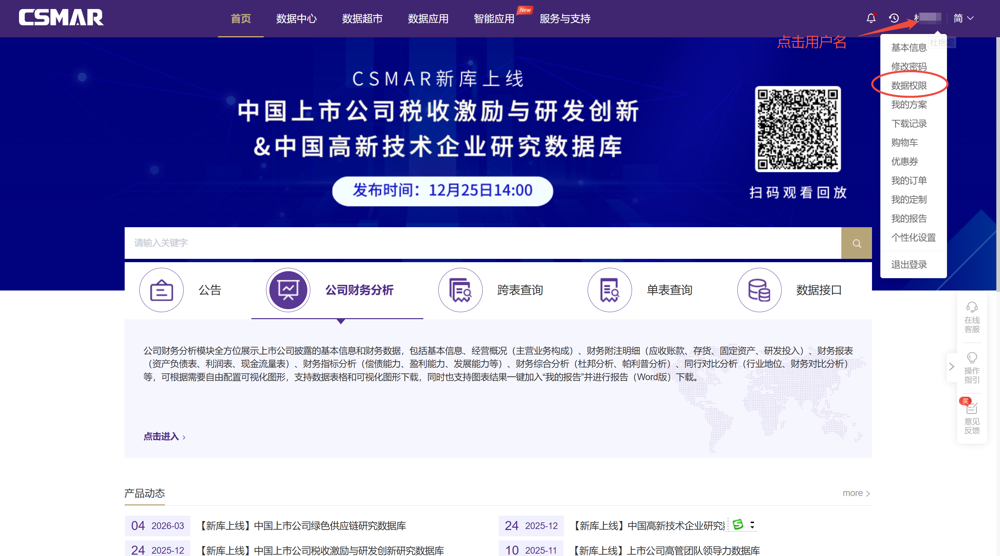 CSMAR
首页
数据中心
数据超市
数据应用
智能应用
New
服务与支持
简
点击用户名
杜艳妮
基本信息
修改密码
数据权限
我的方案
下载记录
购物车
优惠券
我的订单
我的定制
我的报告
个性化设置
退出登录
CSMAR新库上线
中国上市公司税收激励与研发创新
&中国高新技术企业研究数据库
发布时间：12月25日14:00
扫码观看回放
请输入关键字
公告
公司财务分析
跨表查询
单表查询
数据接口
公司财务分析模块全方位展示上市公司披露的基本信息和财务数据，包括基本信息、经营概况（主营业务构成）、财务附注明细（应收账款、存货、固定资产、研发投入）、财务报表
（资产负债表、利润表、现金流量表）、财务指标分析（偿债能力、盈利能力、发展能力等）、财务综合分析（杜邦分析、帕利普分析）、同行对比分析（行业地位、财务对比分析）
等，可根据需要自由配置可视化图形，支持数据表格和可视化图形下载，同时也支持图表结果一键加入“我的报告”并进行报告（Word版）下载。
点击进入 ›
在线
客服
操作
指引
奖
意见
反馈
产品动态
more >
04 2026-03 【新库上线】中国上市公司绿色供应链研究数据库
24 2025-12 【新库上线】中国高新技术企业研究
24 2025-12 【新库上线】中国上市公司税收激励与研发创新研究数据库
10 2025-11 【新库上线】上市公司高管团队领导力数据库